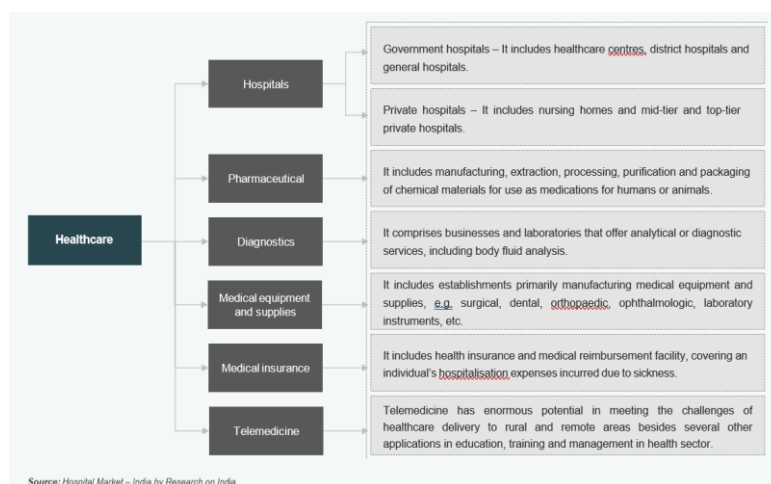 Government hospitals – It includes healthcare centres, district hospitals and
general hospitals.
Hospitals
Private hospitals – It includes nursing homes and mid-tier and top-tier
private hospitals.
Pharmaceutical
It includes manufacturing, extraction, processing, purification and packaging
of chemical materials for use as medications for humans or animals.
Healthcare
Diagnostics
It comprises businesses and laboratories that offer analytical or diagnostic
services, including body fluid analysis.
Medical equipment
and supplies
It includes establishments primarily manufacturing medical equipment and
supplies, e.g. surgical, dental, orthopaedic, ophthalmologic, laboratory
instruments, etc.
Medical insurance
It includes health insurance and medical reimbursement facility, covering an
individual's hospitalisation expenses incurred due to sickness.
Telemedicine
Telemedicine has enormous potential in meeting the challenges of
healthcare delivery to rural and remote areas besides several other
applications in education, training and management in health sector.
Source: Hospital Market – India by Research on India